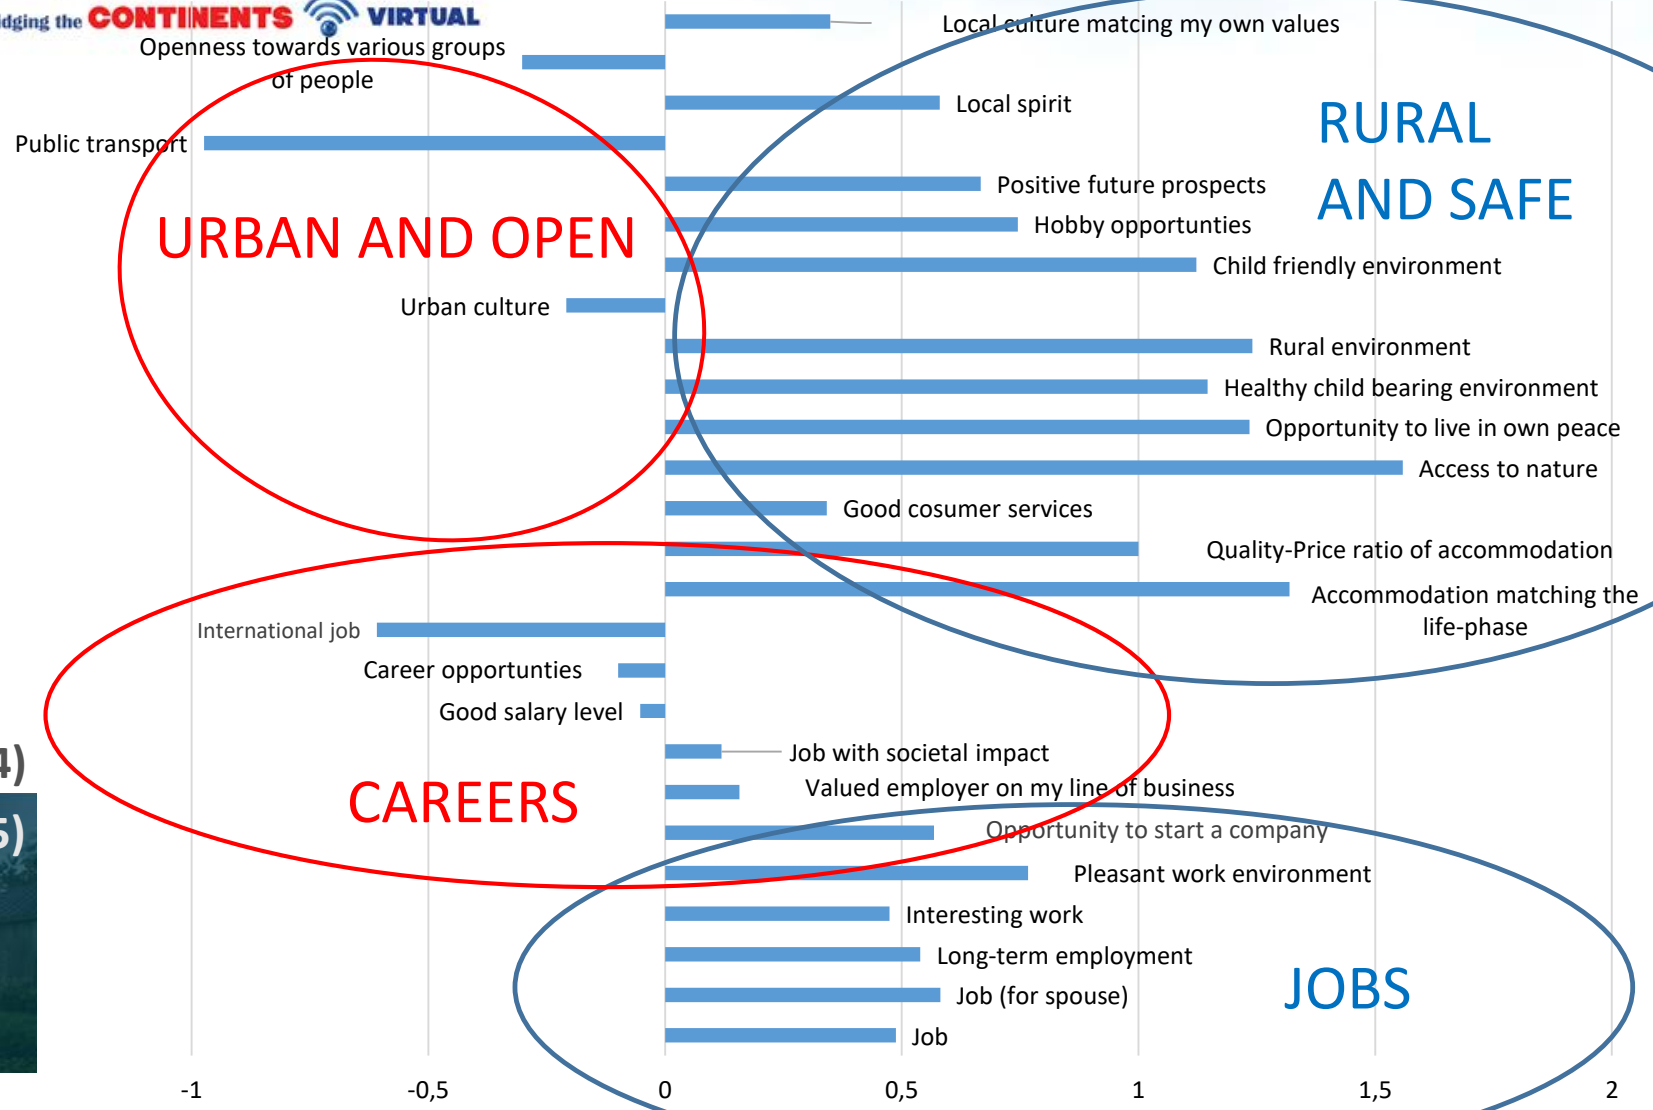 dging the CONTINENTS VIRTUAL
Local culture matcing my own values
Openness towards various groups
of people
Local spirit
Public transport
RURAL
AND SAFE
Positive future prospects
URBAN AND OPEN
Hobby opportunties
Child friendly environment
Urban culture
Rural environment
Healthy child bearing environment
Opportunity to live in own peace
Access to nature
Good cosumer services
Quality-Price ratio of accommodation
Accommodation matching the
life-phase
International job
Career opportunties
Good salary level
4)
Job with societal impact
CAREERS
Valued employer on my line of business
5)
Opportunity to start a company
Pleasant work environment
Interesting work
Long-term employment
JOBS
Job (for spouse)
Job
-1 -0,5 0 0,5 1 1,5 2